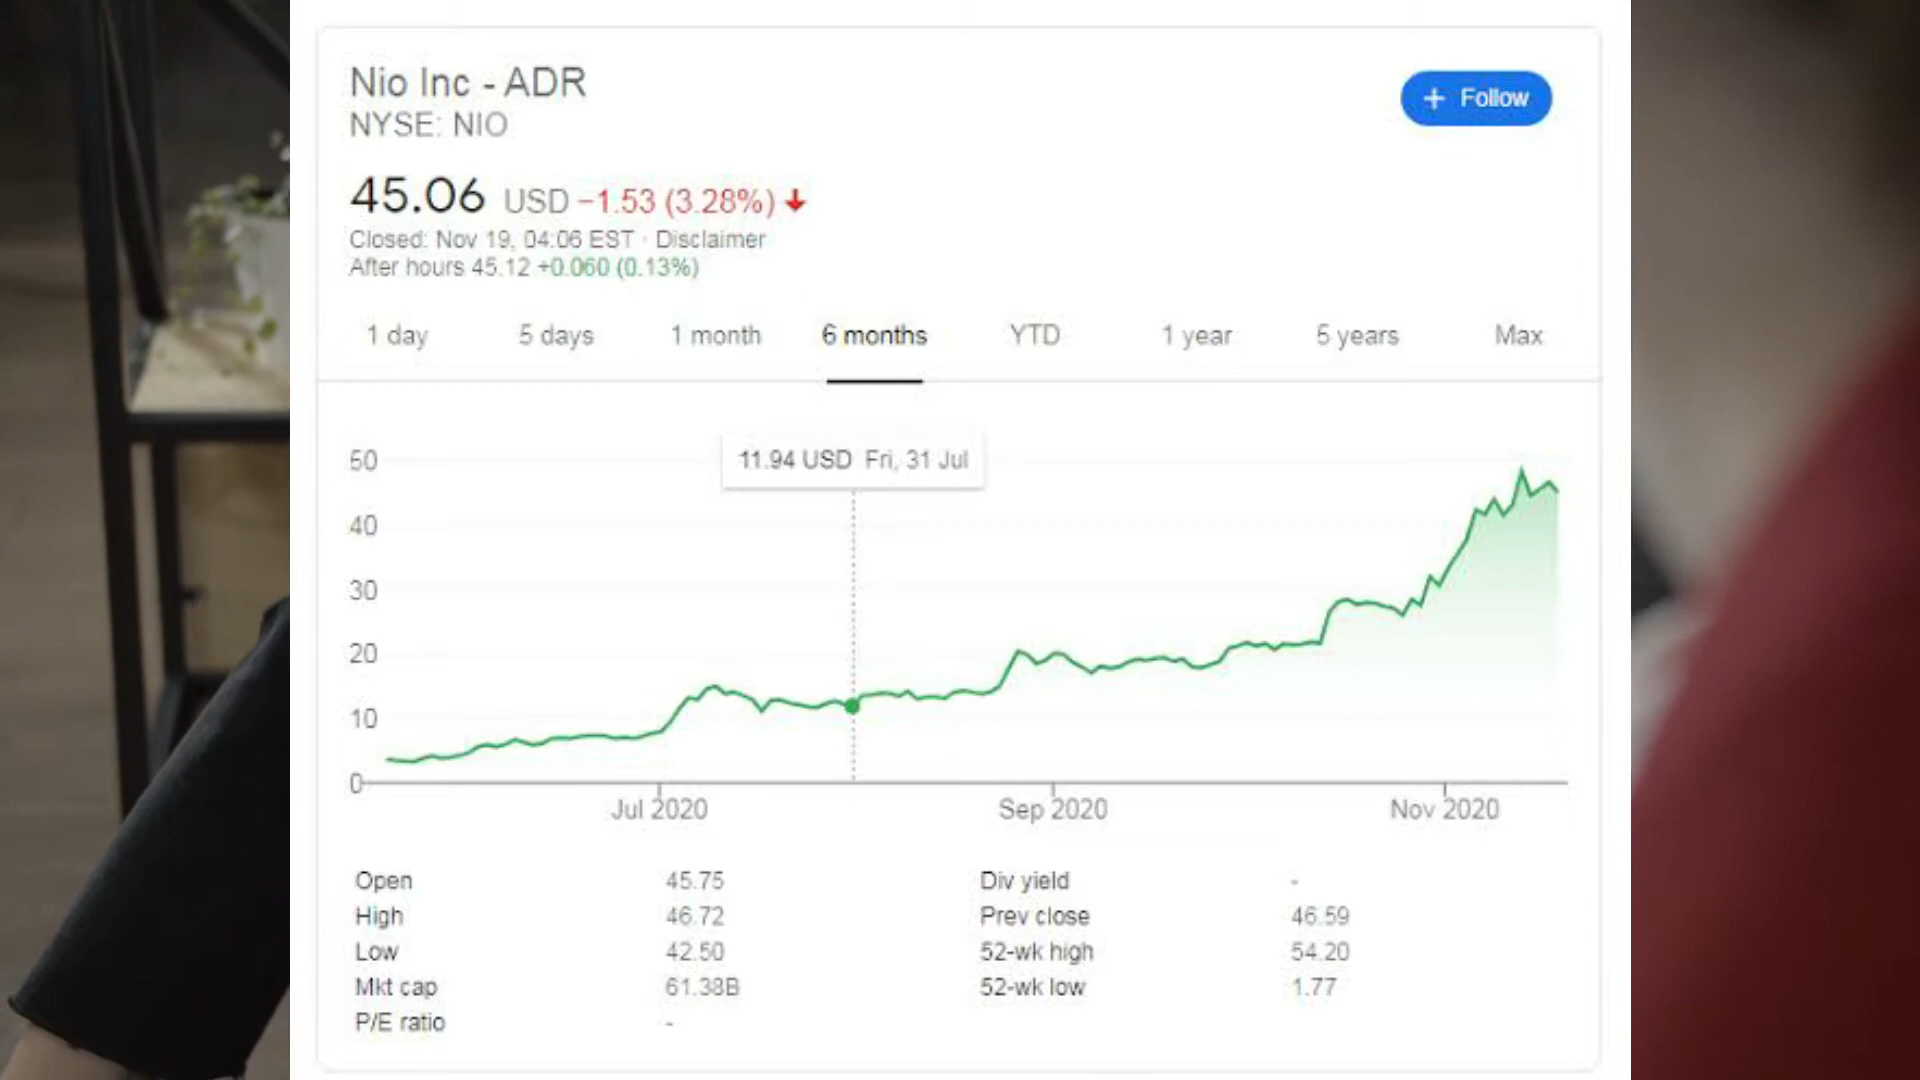 Nio Inc - ADR
NYSE: NIO
+ Follow
45.06 USD −1.53 (3.28%)
Closed: Nov 19, 04:06 EST · Disclaimer
After hours 45.12 +0.060 (0.13%)
1 day 5 days 1 month 6 months YTD 1 year 5 years Max
11.94 USD Fri, 31 Jul
50
40
30
20
10
0
Jul 2020 Sep 2020 Nov 2020
Open 45.75 Div yield -
High 46.72 Prev close 46.59
Low 42.50 52-wk high 54.20
Mkt cap 61.38B 52-wk low 1.77
P/E ratio -